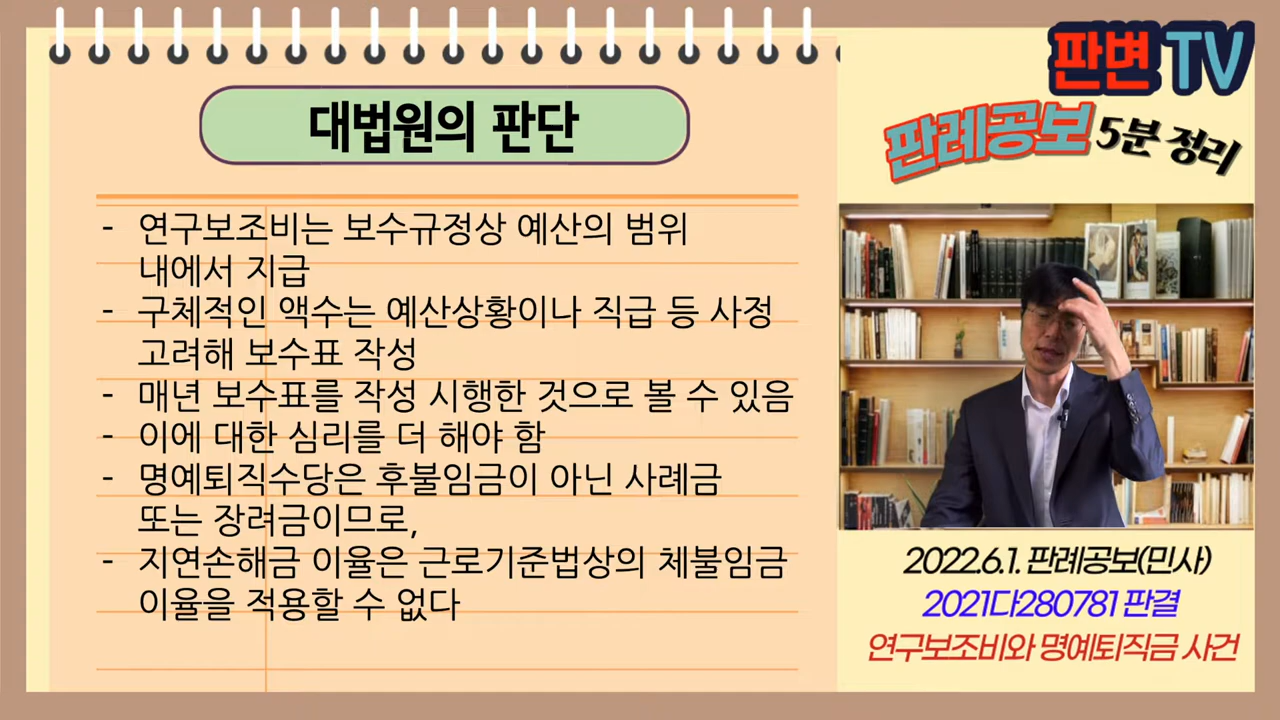 대법원의 판단
- 연구보조비는 보수규정상 예산의 범위
내에서 지급
- 구체적인 액수는 예산상황이나 직급 등 사정
고려해 보수표 작성
- 매년 보수표를 작성 시행한 것으로 볼 수 있음
- 이에 대한 심리를 더 해야 함
- 명예퇴직수당은 후불임금이 아닌 사례금
또는 장려금이므로,
- 지연손해금 이율은 근로기준법상의 체불임금
이율을 적용할 수 없다
판변 TV
판례공보 5분 정리
2022.6.1. 판례공보(민사)
2021다280781 판결
연구보조비와 명예퇴직금 사건